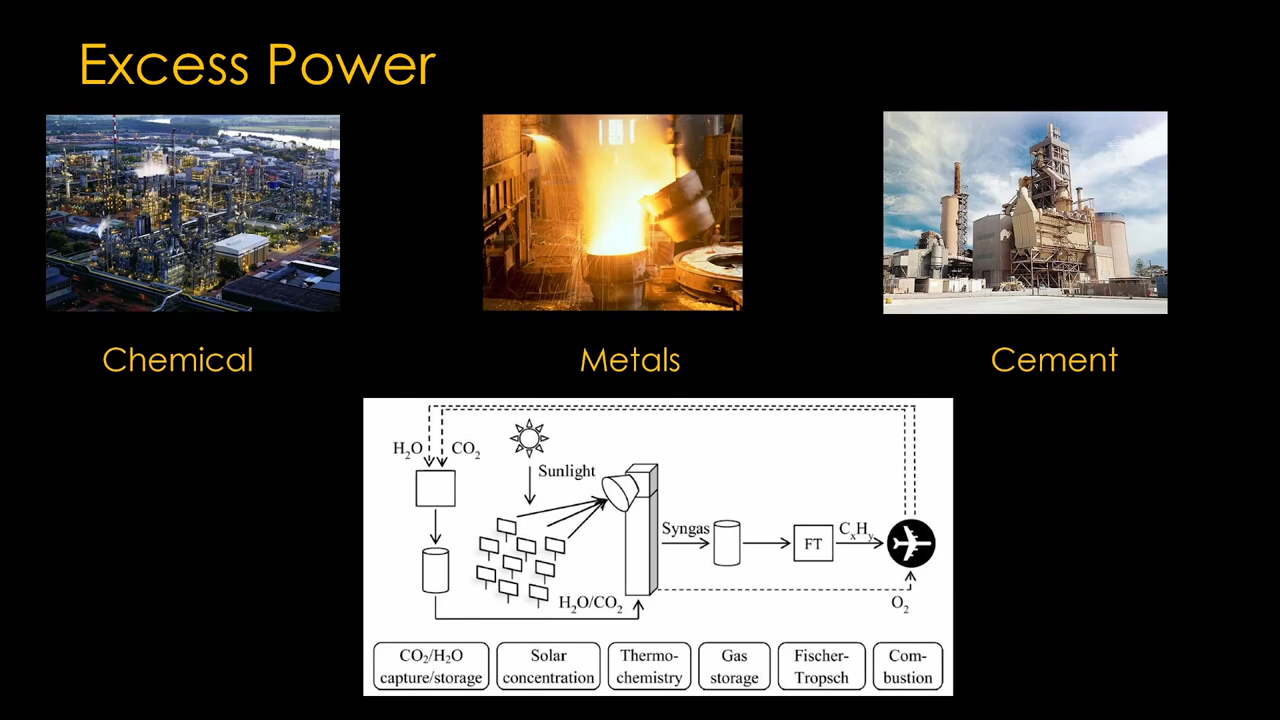 Excess Power
Chemical
Metals
Cement
H₂O
CO₂
Sunlight
Syngas
FT
CₓHᵧ
H₂O/CO₂
O₂
CO₂/H₂O
capture/storage
Solar
concentration
Thermo-
chemistry
Gas
storage
Fischer-
Tropsch
Com-
bustion